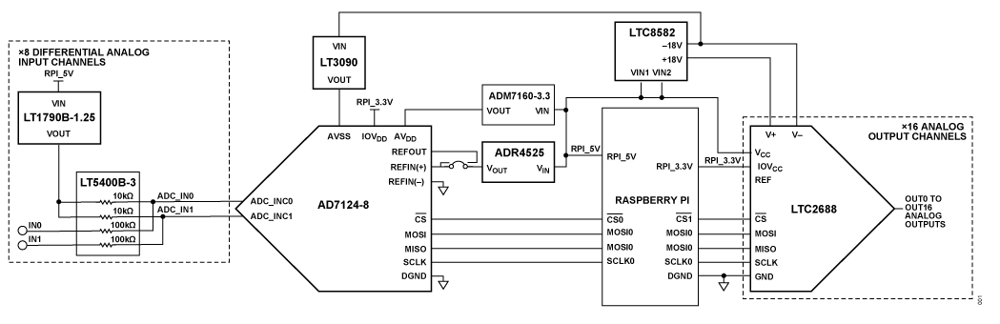 ×8 DIFFERENTIAL ANALOG
INPUT CHANNELS
RPI_5V
VIN
LT1790B-1.25
VOUT
LT5400B-3
10kΩ
10kΩ
100kΩ
100kΩ
ADC_IN0
ADC_IN1
IN0
IN1
VIN
LT3090
VOUT
RPI_3.3V
AVSS
IOVDD
AVDD
REFOUT
REFIN(+)
REFIN(–)
ADC_INC0
ADC_INC1
AD7124-8
CS
MOSI
MISO
SCLK
DGND
ADM7160-3.3
VOUT
VIN
ADR4525
VOUT
VIN
LTC8582
–18V
+18V
VIN1 VIN2
RPI_5V
RPI_5V
RPI_3.3V
RASPBERRY PI
CS0
MOSI0
MOSI0
SCLK0
CS1
MOSI0
MOSI0
SCLK0
DGND
RPI_3.3V
×16 ANALOG
OUTPUT CHANNELS
V+
V–
VCC
IOVCC
REF
LTC2688
CS
MOSI
MISO
SCLK
GND
OUT0 TO
OUT16
ANALOG
OUTPUTS
001